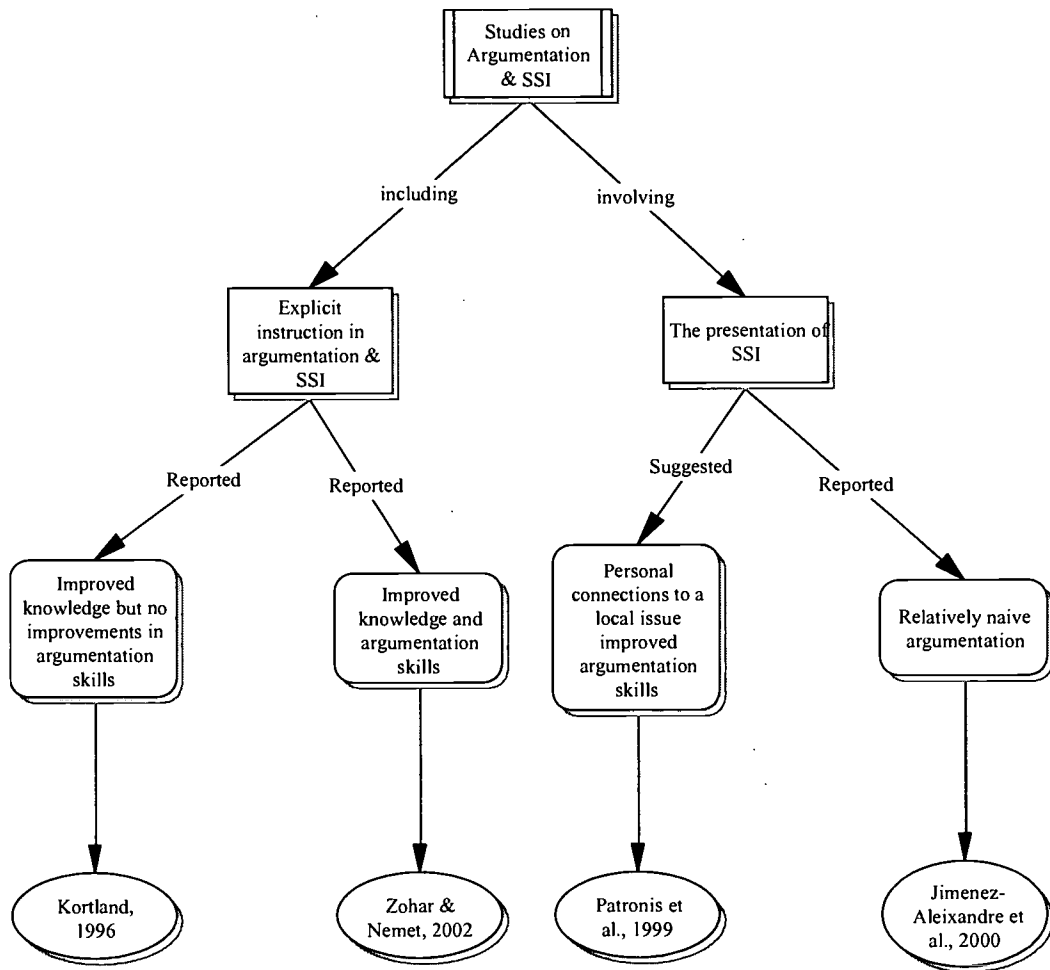 Studies on
Argumentation
& SSI
including
involving
Explicit
instruction in
argumentation &
SSI
The presentation of
SSI
Reported
Reported
Suggested
Reported
Improved
knowledge but no
improvements in
argumentation
skills
Improved
knowledge and
argumentation
skills
Personal
connections to a
local issue
improved
argumentation
skills
Relatively naive
argumentation
Kortland,
1996
Zohar &
Nemet, 2002
Patronis et
al., 1999
Jimenez-
Aleixandre et
al., 2000